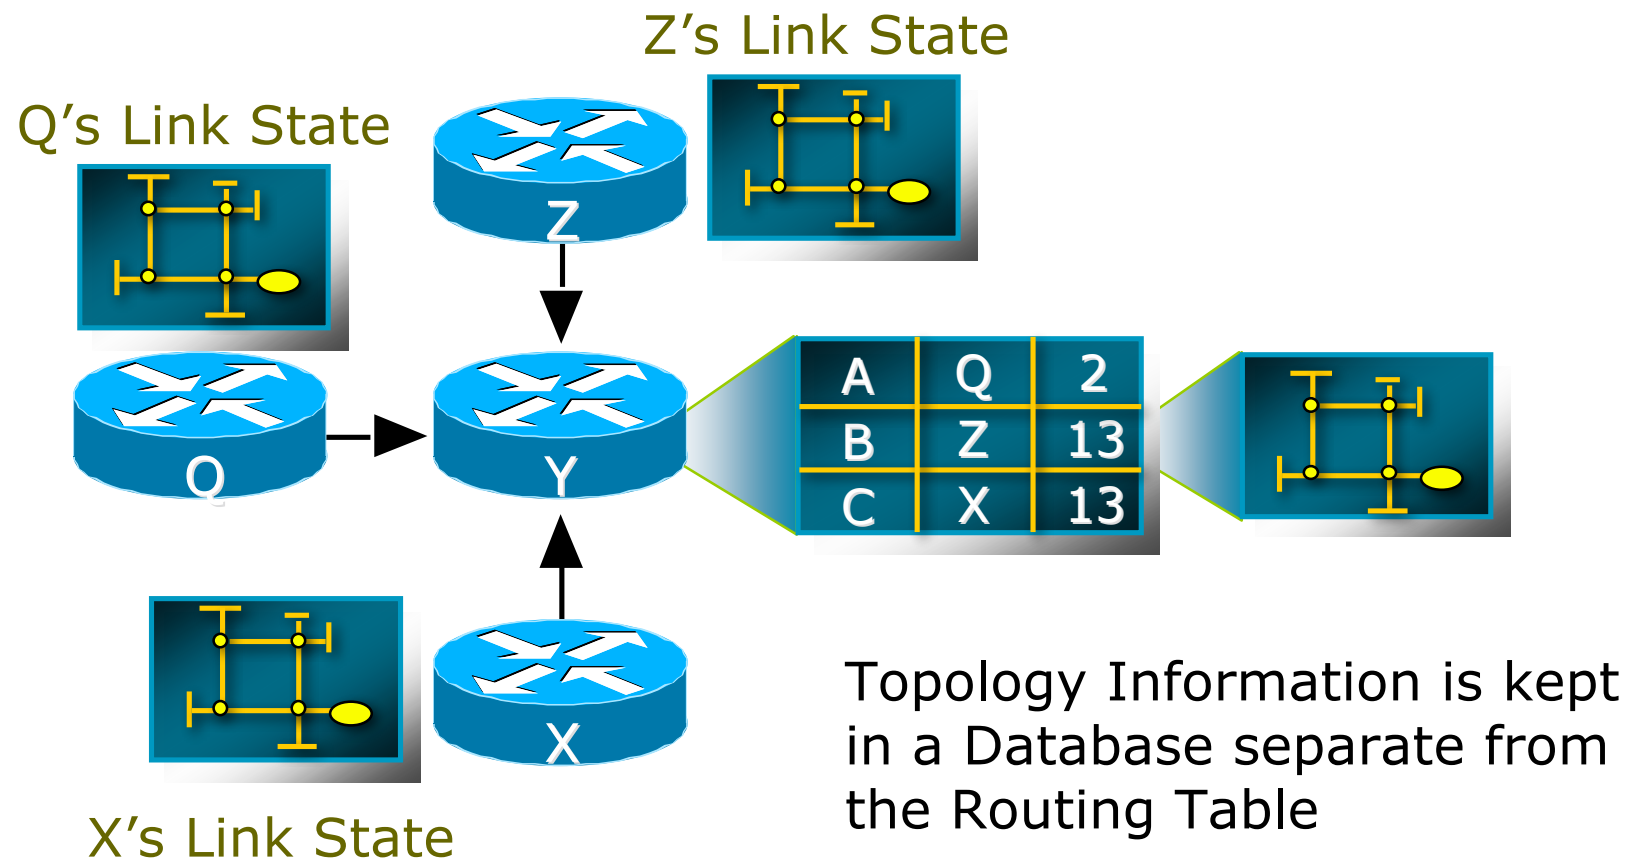 Z’s Link State
Q’s Link State
Z
Q
Y
A Q 2
B Z 13
C X 13
X
X’s Link State
Topology Information is kept
in a Database separate from
the Routing Table